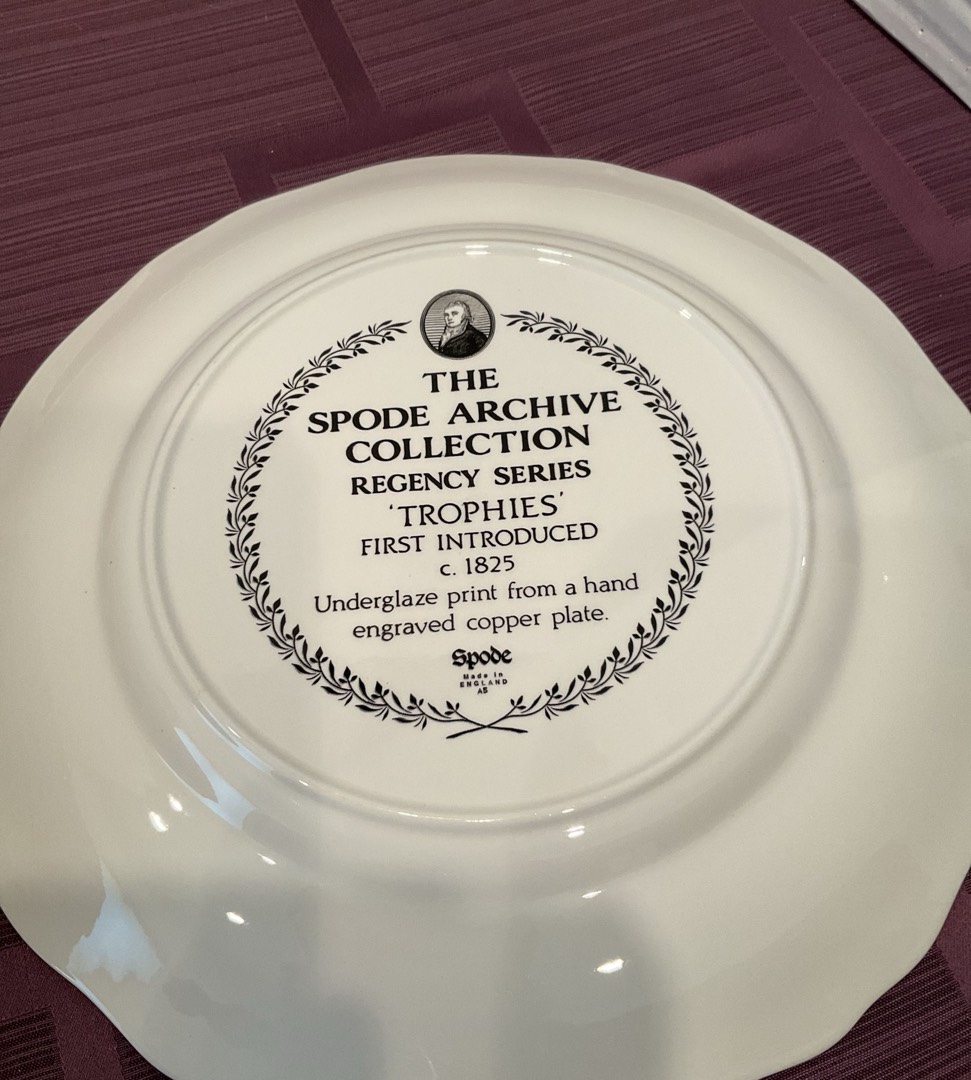 THE
SPODE ARCHIVE
COLLECTION
REGENCY SERIES
‘TROPHIES’
FIRST INTRODUCED
c. 1825
Underglaze print from a hand
engraved copper plate.
Spode
Made in
ENGLAND
A5